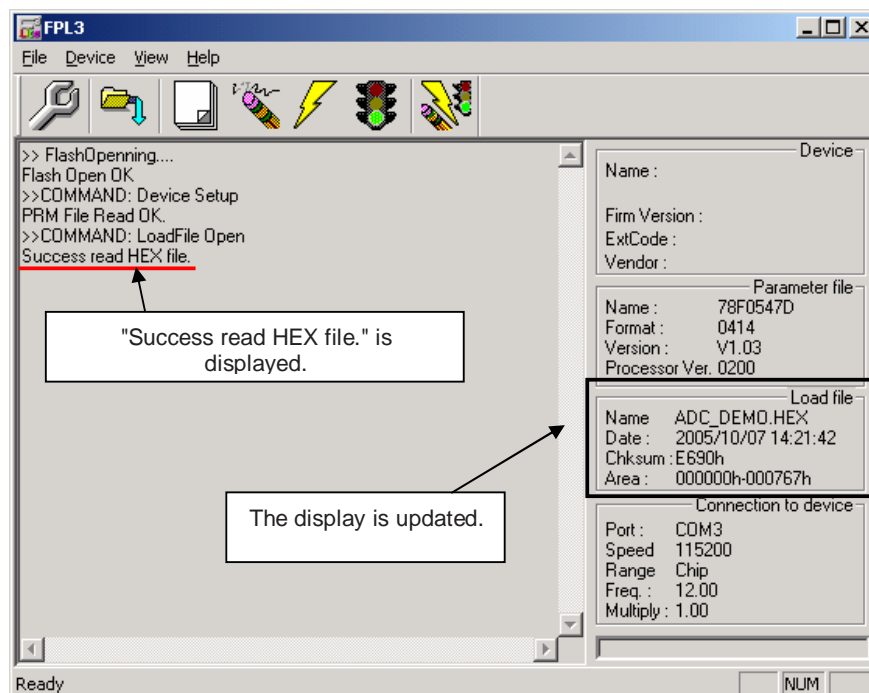 FPL3
File Device View Help
>> FlashOpenning....
Flash Open OK
>>COMMAND: Device Setup
PRM File Read OK.
>>COMMAND: LoadFile Open
Success read HEX file.
"Success read HEX file." is
displayed.
The display is updated.
Device
Name :
Firm Version :
ExtCode :
Vendor :
Parameter file
Name : 78F0547D
Format : 0414
Version : V1.03
Processor Ver. 0200
Load file
Name ADC_DEMO.HEX
Date : 2005/10/07 14:21:42
Chksum : E690h
Area : 000000h-000767h
Connection to device
Port : COM3
Speed 115200
Range Chip
Freq. : 12.00
Multiply : 1.00
Ready
NUM